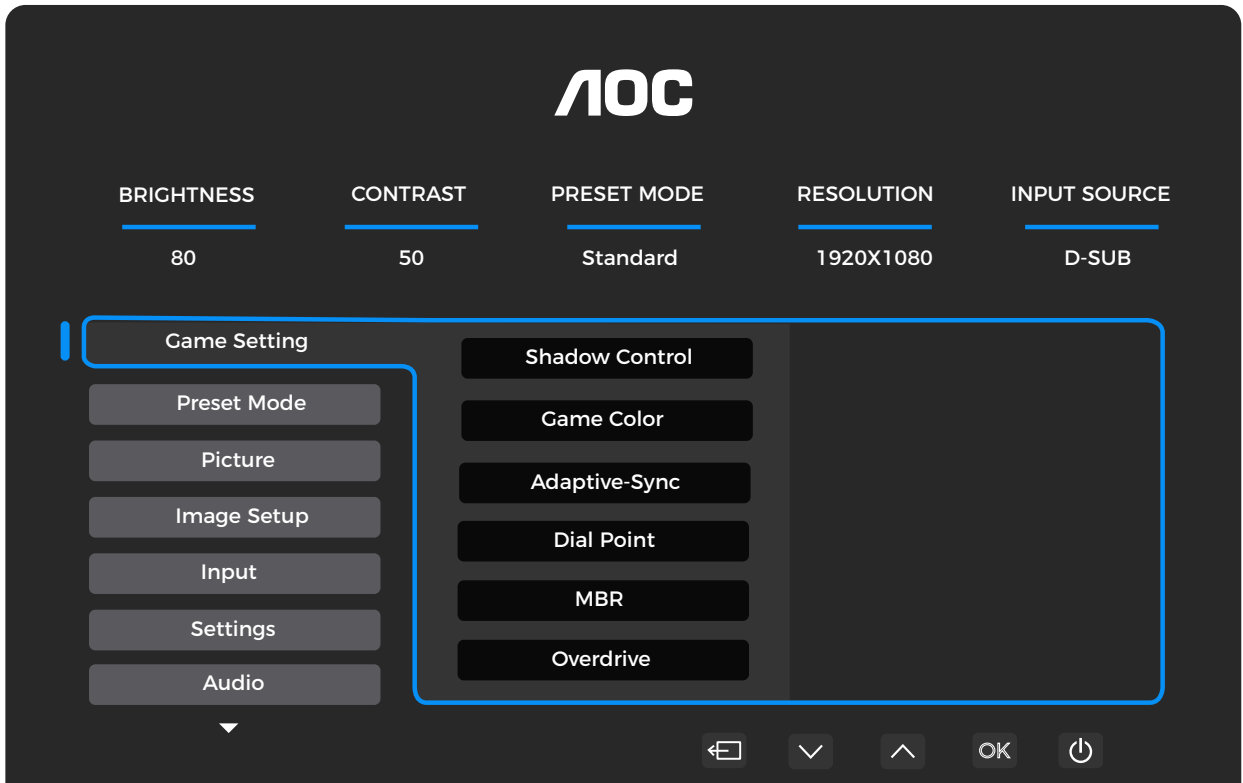 AOC
BRIGHTNESS CONTRAST PRESET MODE RESOLUTION INPUT SOURCE
80 50 Standard 1920X1080 D-SUB
Game Setting
Preset Mode
Picture
Image Setup
Input
Settings
Audio
Shadow Control
Game Color
Adaptive-Sync
Dial Point
MBR
Overdrive
OK